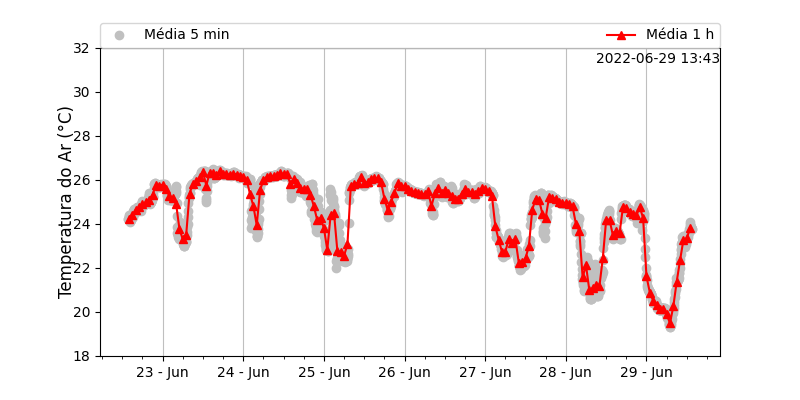 Média 5 min
Média 1 h
2022-06-29 13:43
Temperatura do Ar (°C)
32
30
28
26
24
22
20
18
23 - Jun
24 - Jun
25 - Jun
26 - Jun
27 - Jun
28 - Jun
29 - Jun